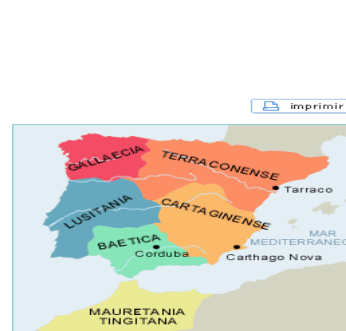 imprimir
GALLAECIA
TERRACONENSE
Tarraco
LUSITANIA
CARTAGINENSE
MAR
MEDITERRANEO
BAETICA
Corduba
Carthago Nova
MAURETANIA
TINGITANA